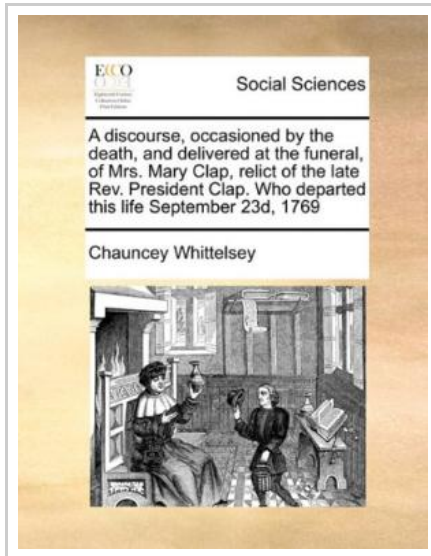 ECCO
Social Sciences
A discourse, occasioned by the
death, and delivered at the funeral,
of Mrs. Mary Clap, relict of the late
Rev. President Clap. Who departed
this life September 23d, 1769
Chauncey Whittelsey